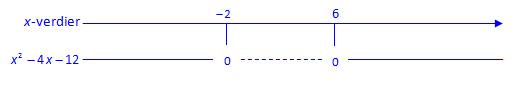 −2 6
x-verdier
x² −4x−12 0 0